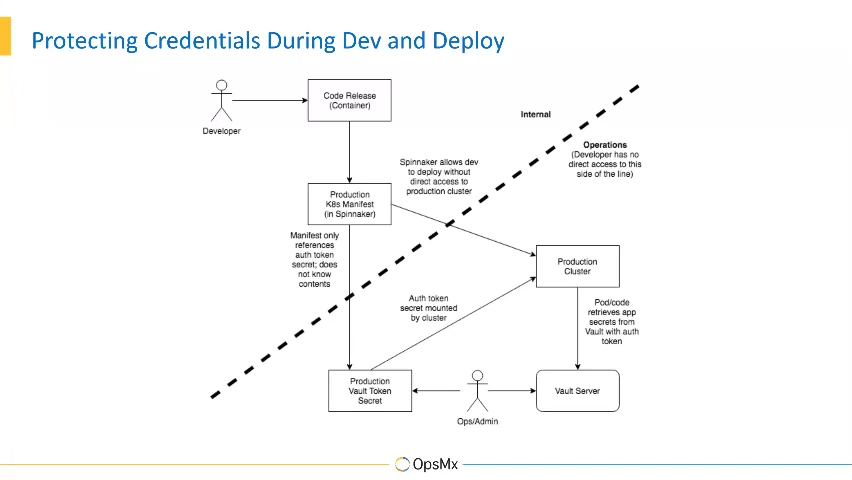 Protecting Credentials During Dev and Deploy
Code Release
(Container)
Developer
Internal
Operations
(Developer has no
direct access to this
side of the line)
Spinnaker allows dev
to deploy without
direct access to
production cluster
Production
K8s Manifest
(in Spinnaker)
Manifest only
references
auth token
secret; does
not know
contents
Production
Cluster
Auth token
secret mounted
by cluster
Pod/code
retrieves app
secrets from
Vault with auth
token
Production
Vault Token
Secret
Ops/Admin
Vault Server
OpsMx